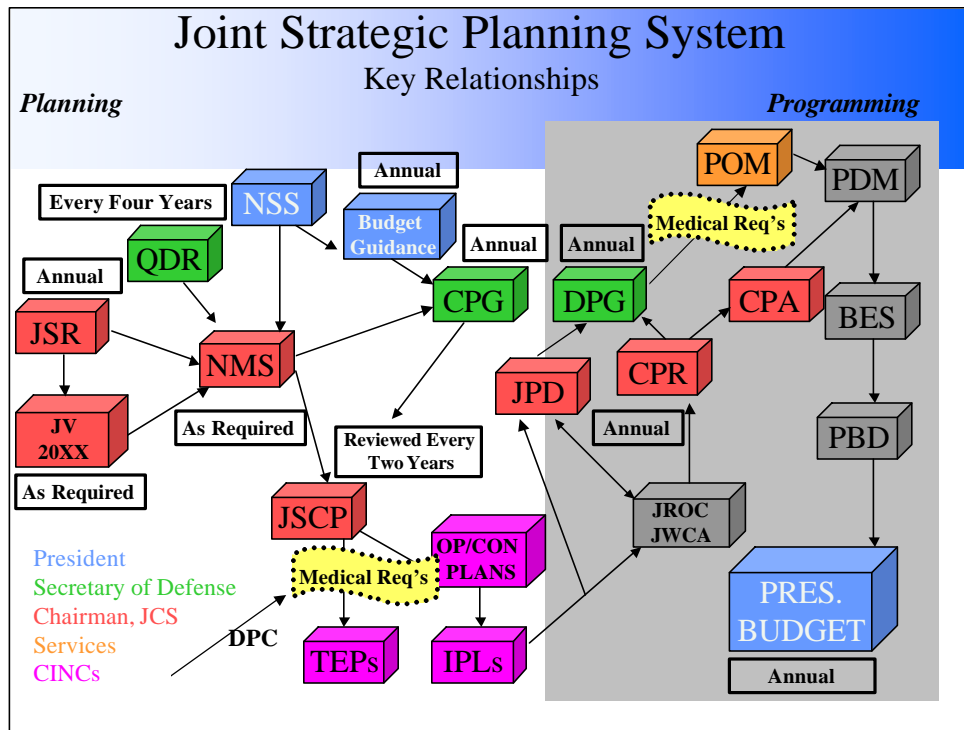 Joint Strategic Planning System
Key Relationships
Planning
Programming
Annual
POM
PDM
Every Four Years
NSS
Budget
Guidance
Medical Req's
Annual
Annual
QDR
Annual
CPG
DPG
CPA
BES
JSR
NMS
CPR
JPD
JV
20XX
As Required
Annual
PBD
Reviewed Every
Two Years
As Required
JSCP
JROC
JWCA
OP/CON
PLANS
President
Secretary of Defense
Chairman, JCS
Services
CINCs
Medical Req's
DPC
TEPs
IPLs
PRES.
BUDGET
Annual